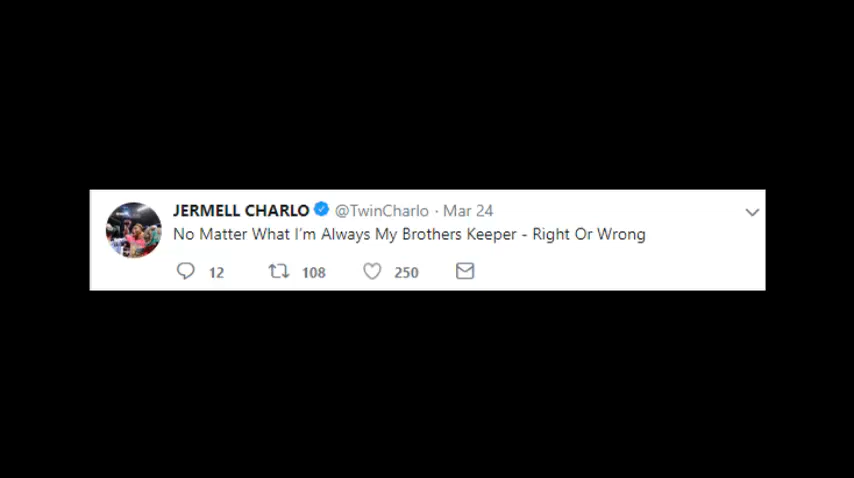 JERMELL CHARLO @TwinCharlo · Mar 24
No Matter What I'm Always My Brothers Keeper - Right Or Wrong
12 108 250